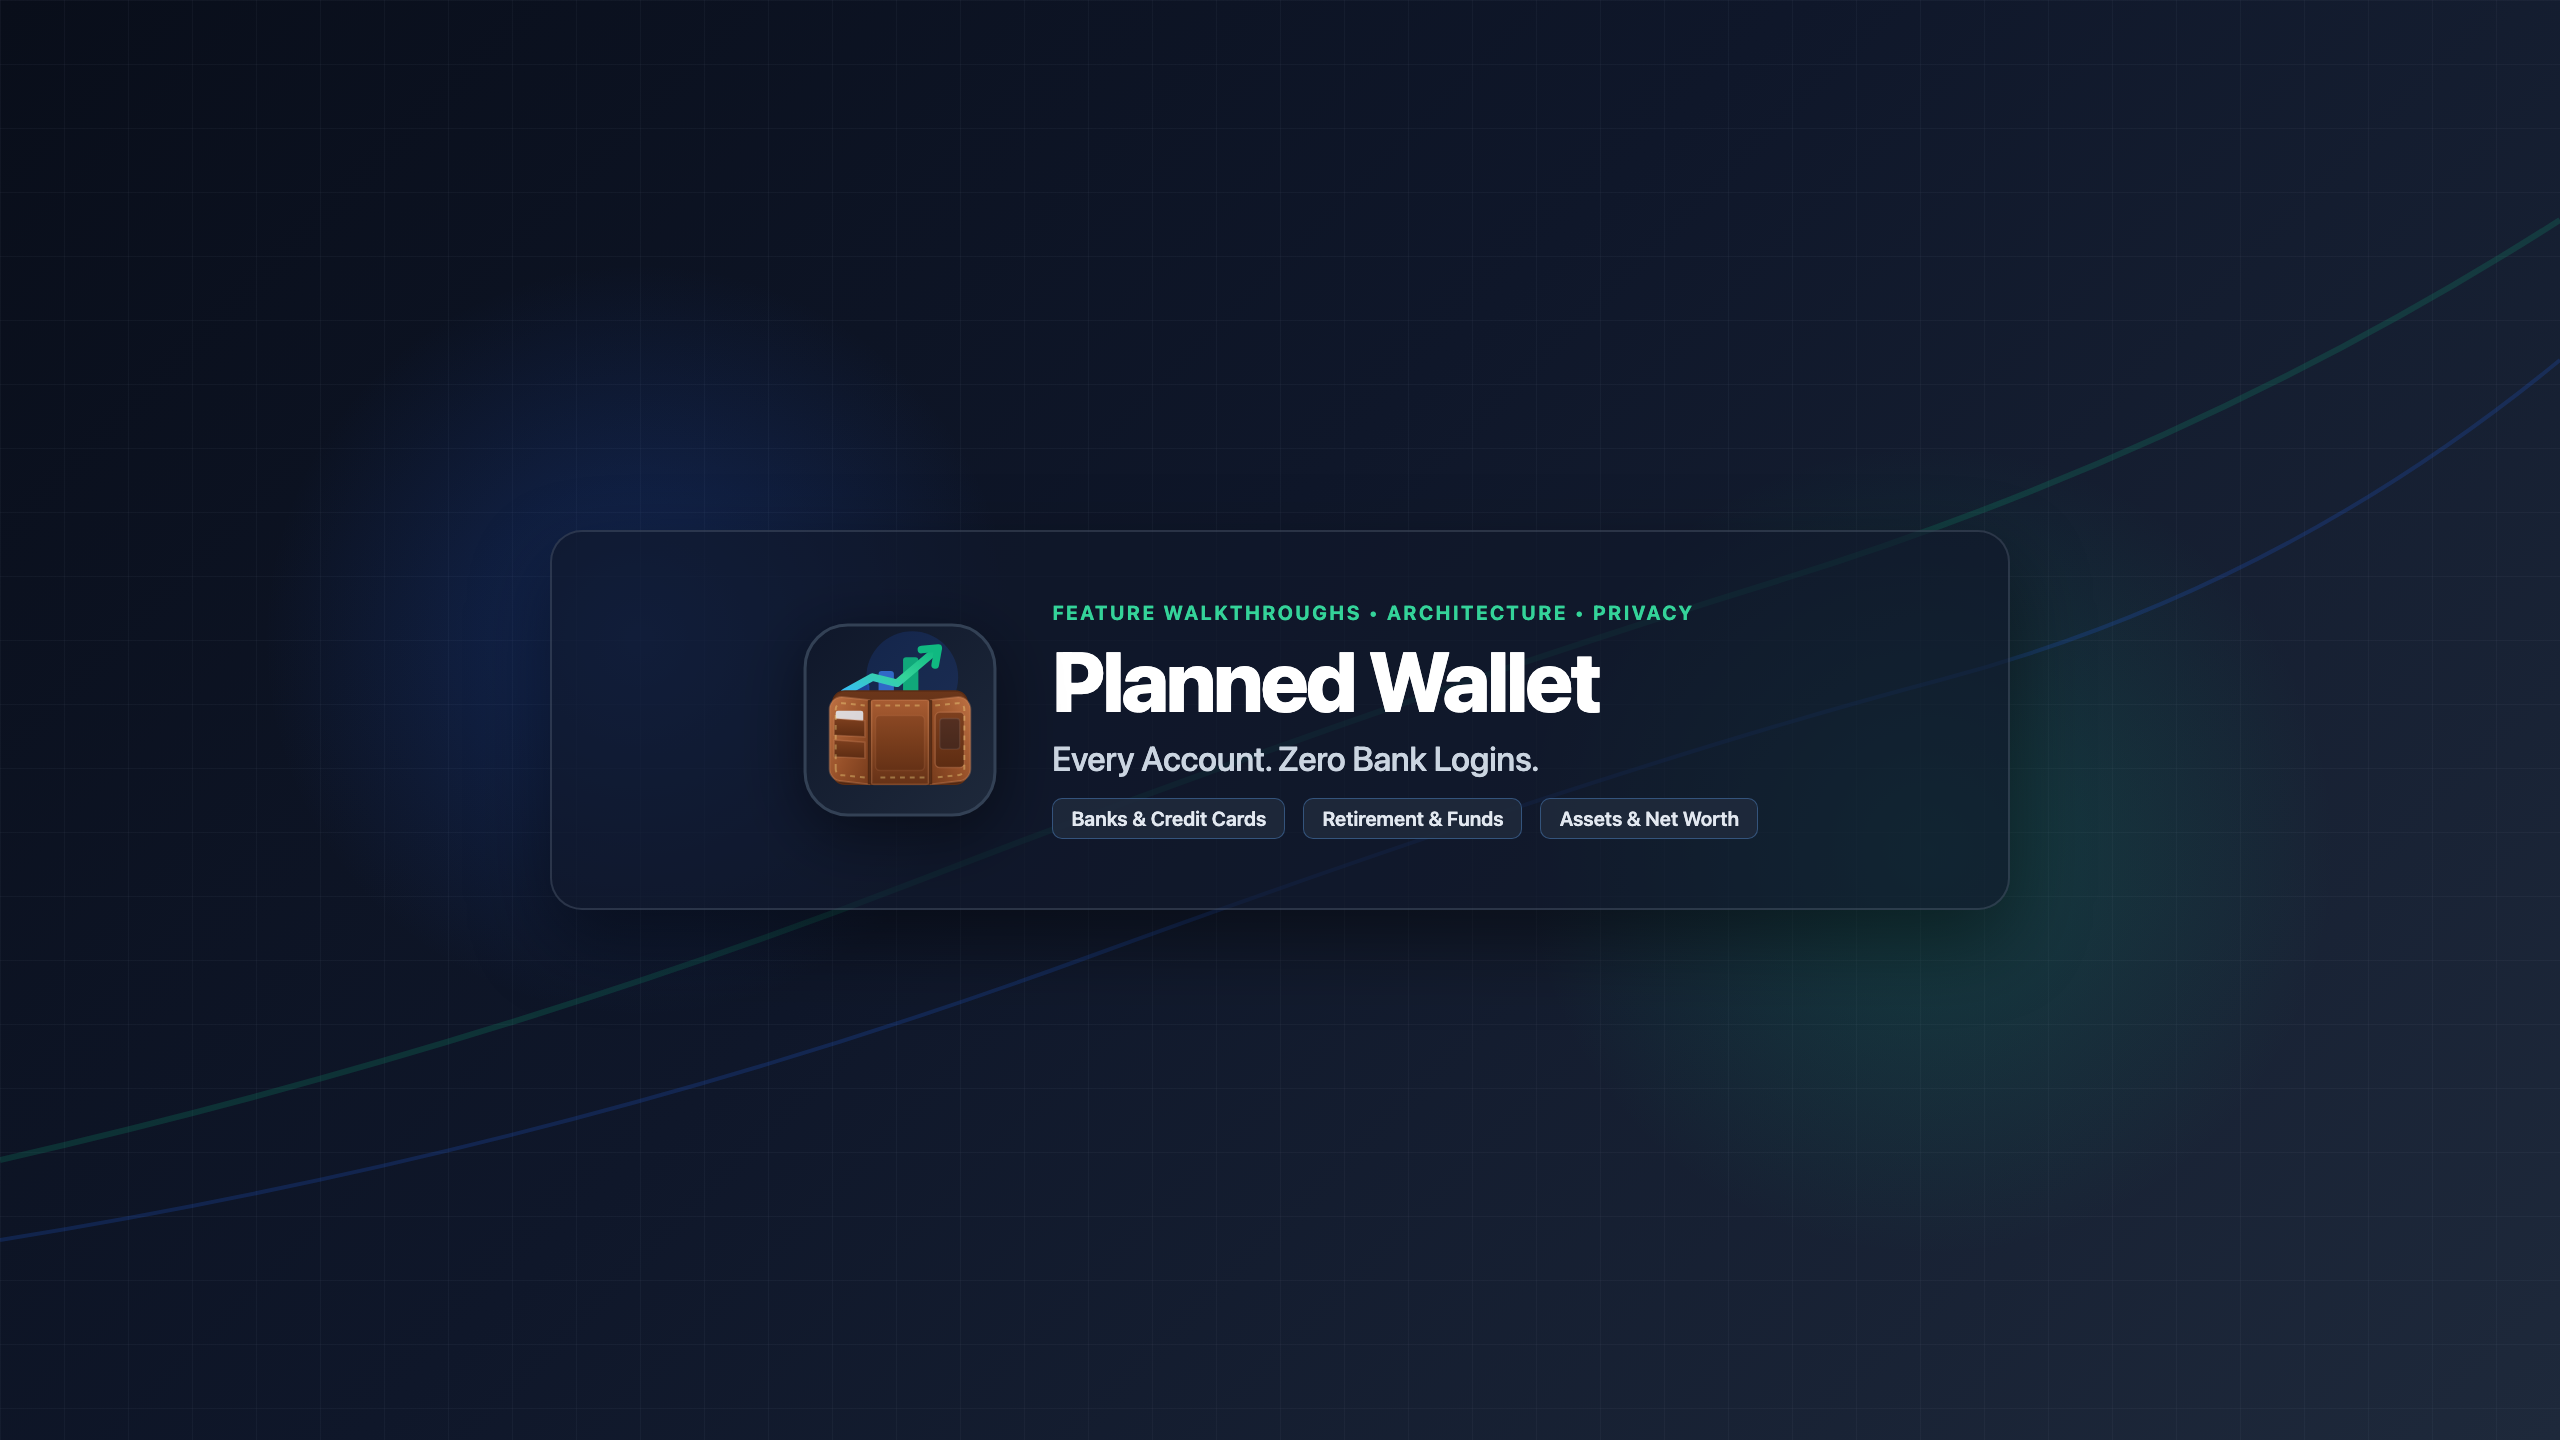 FEATURE WALKTHROUGHS • ARCHITECTURE • PRIVACY
Planned Wallet
Every Account. Zero Bank Logins.
Banks & Credit Cards Retirement & Funds Assets & Net Worth